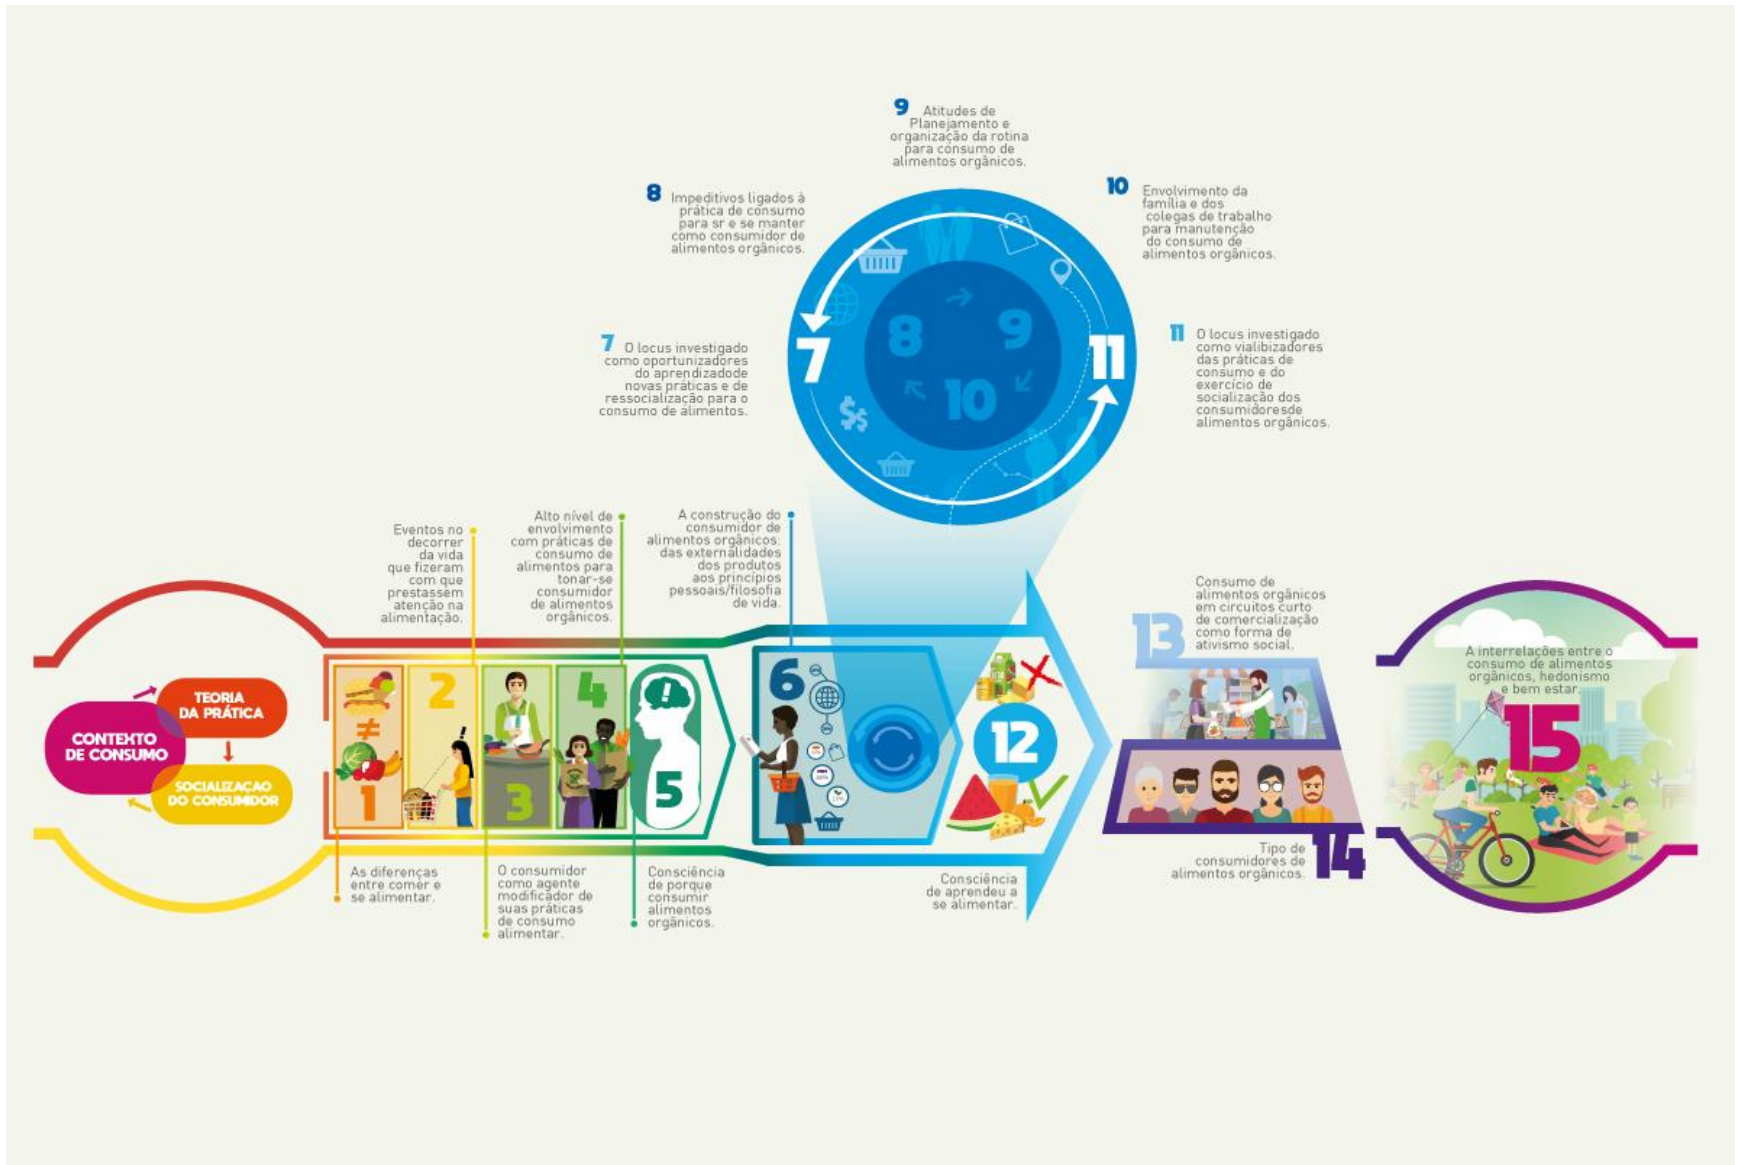 9 Atitudes de
Planejamento e
organização da rotina
para consumo de
alimentos orgânicos.
8 Impeditivos ligados à
prática de consumo
para sr e se manter
como consumidor de
alimentos orgânicos.
10 Envolvimento da
família e dos
colegas de trabalho
para manutenção
do consumo de
alimentos orgânicos.
7 O locus investigado
como oportunizadores
do aprendizadode
novas práticas e de
ressocialização para o
consumo de alimentos.
11 O locus investigado
como vialibizadores
das práticas de
consumo e do
exercício de
socialização dos
consumidoresde
alimentos orgânicos.
7
8
9
10
11
Eventos no
decorrer
da vida
que fizeram
com que
prestassem
atenção na
alimentação.
Alto nível de
envolvimento
com práticas de
consumo de
alimentos para
tonar-se
consumidor
de alimentos
orgânicos.
A construção do
consumidor de
alimentos orgânicos:
das externalidades
dos produtos
aos princípios
pessoais/filosofia
de vida.
CONTEXTO
DE CONSUMO
TEORIA
DA PRÁTICA
SOCIALIZAÇAO
DO CONSUMIDOR
≠
1
2
3
4
!
5
6
12
As diferenças
entre comer e
se alimentar.
O consumidor
como agente
modificador de
suas práticas
de consumo
alimentar.
Consciência
de porque
consumir
alimentos
orgânicos.
Consciência
de aprendeu a
se alimentar.
13
Consumo de
alimentos orgânicos
em circuitos curto
de comercialização
como forma de
ativismo social.
Tipo de
consumidores de
alimentos orgânicos.
14
A interrelações entre o
consumo de alimentos
orgânicos, hedonismo
e bem estar.
15